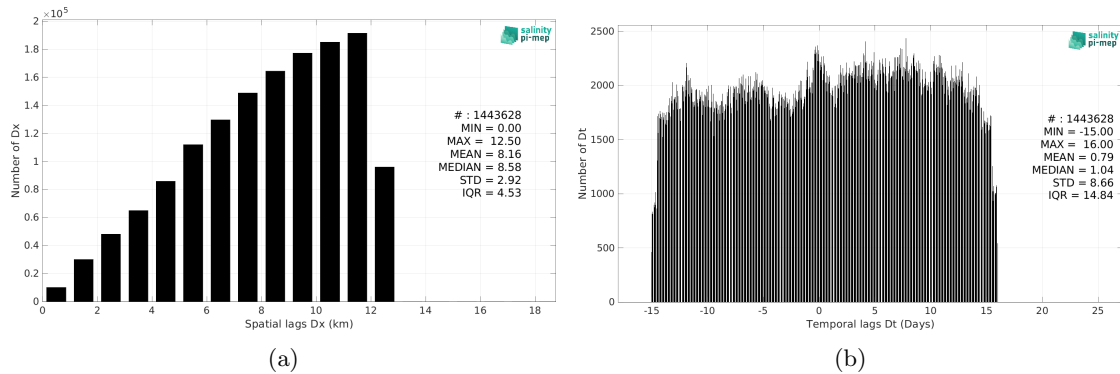 ×10⁵
2
1.8
1.6
1.4
1.2
1
0.8
0.6
0.4
0.2
0
Number of Dx
0 2 4 6 8 10 12 14 16 18
Spatial lags Dx (km)
salinity
pi-mep
# : 1443628
MIN = 0.00
MAX = 12.50
MEAN = 8.16
MEDIAN = 8.58
STD = 2.92
IQR = 4.53
(a)
2500
2000
1500
1000
500
0
Number of Dt
-15 -10 -5 0 5 10 15 20 25
Temporal lags Dt (Days)
salinity
pi-mep
# : 1443628
MIN = -15.00
MAX = 16.00
MEAN = 0.79
MEDIAN = 1.04
STD = 8.66
IQR = 14.84
(b)